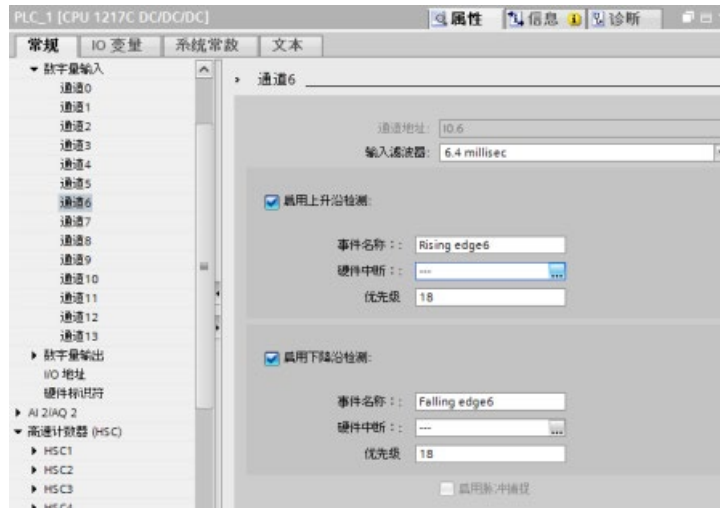 PLC_1 [CPU 1217C DC/DC/DC]
属性 信息 诊断
常规 IO 变量 系统常数 文本
数字量输入
通道0
通道1
通道2
通道3
通道4
通道5
通道6
通道7
通道8
通道9
通道10
通道11
通道12
通道13
数字量输出
I/O 地址
硬件标识符
AI 2/AQ 2
高速计数器 (HSC)
HSC1
HSC2
HSC3
HSC4
通道6
通道地址: I0.6
输入滤波器: 6.4 millisec
启用上升沿检测:
事件名称:: Rising edge6
硬件中断:: ---
...
优先级 18
启用下降沿检测:
事件名称:: Falling edge6
硬件中断:: ---
...
优先级 18
启用脉冲捕捉